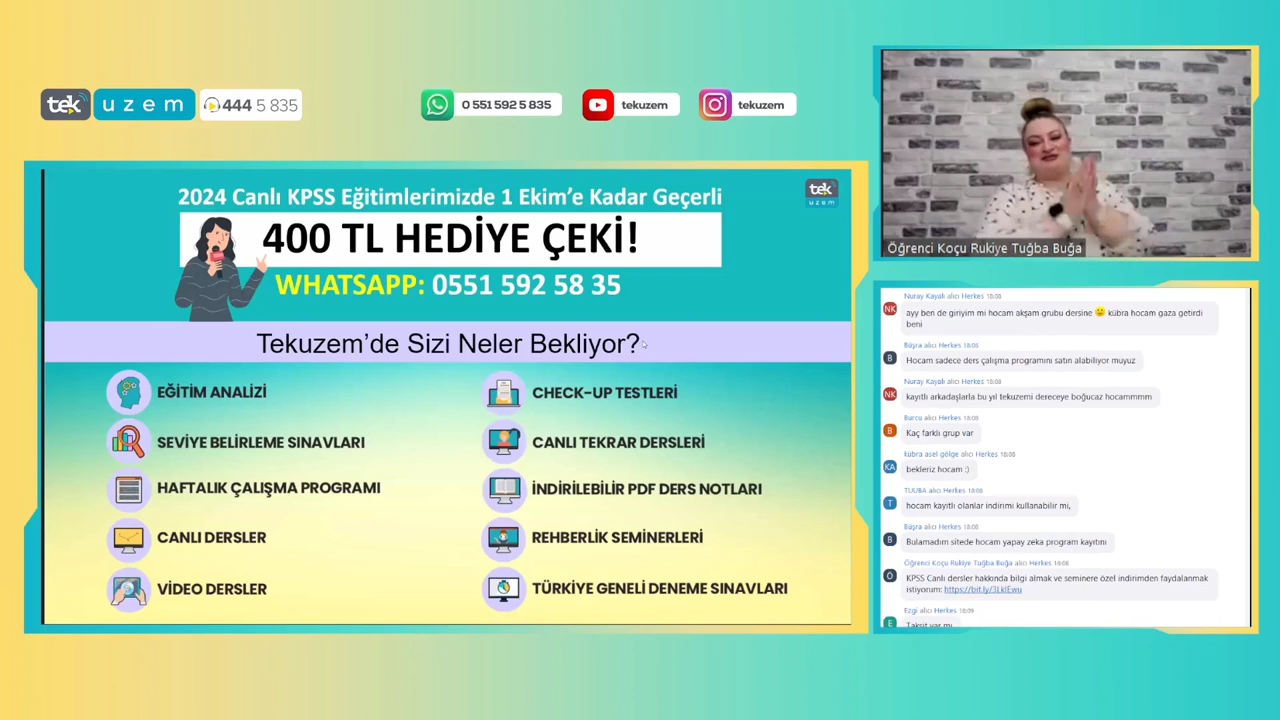 tek uzem 444 5 835
0 551 592 5 835
tekuzem
tekuzem
2024 Canlı KPSS Eğitimlerimizde 1 Ekim'e Kadar Geçerli
tek
uzem
400 TL HEDİYE ÇEKİ!
WHATSAPP: 0551 592 58 35
Tekuzem'de Sizi Neler Bekliyor?
EĞİTİM ANALİZİ
SEVİYE BELİRLEME SINAVLARI
HAFTALIK ÇALIŞMA PROGRAMI
CANLI DERSLER
VİDEO DERSLER
CHECK-UP TESTLERİ
CANLI TEKRAR DERSLERİ
İNDİRİLEBİLİR PDF DERS NOTLARI
REHBERLİK SEMİNERLERİ
TÜRKİYE GENELİ DENEME SINAVLARI
Öğrenci Koçu Rukiye Tuğba Buğa
Nuray Kayalı alıcı Herkes 18:08
NK
ayy ben de giriyim mi hocam akşam grubu dersine 🙂 kübra hocam gaza getirdi
beni
Büşra alıcı Herkes 18:08
B
Hocam sadece ders çalışma programını satın alabiliyor muyuz
Nuray Kayalı alıcı Herkes 18:08
NK
kayıtlı arkadaşlarla bu yıl tekuzemi dereceye boğucaz hocammmm
Burcu alıcı Herkes 18:08
B
Kaç farklı grup var
kübra asel gölge alıcı Herkes 18:08
KA
bekleriz hocam :)
TUUBA alıcı Herkes 18:08
T
hocam kayıtlı olanlar indirimi kullanabilir mi,
Büşra alıcı Herkes 18:08
B
Bulamadım sitede hocam yapay zeka program kayıtını
Öğrenci Koçu Rukiye Tuğba Buğa alıcı Herkes 18:08
Ö
KPSS Canlı dersler hakkında bilgi almak ve seminere özel indirimden faydalanmak
istiyorum: https://bit.ly/3LklEwu
Ezgi alıcı Herkes 18:09
E
Taksit var mı